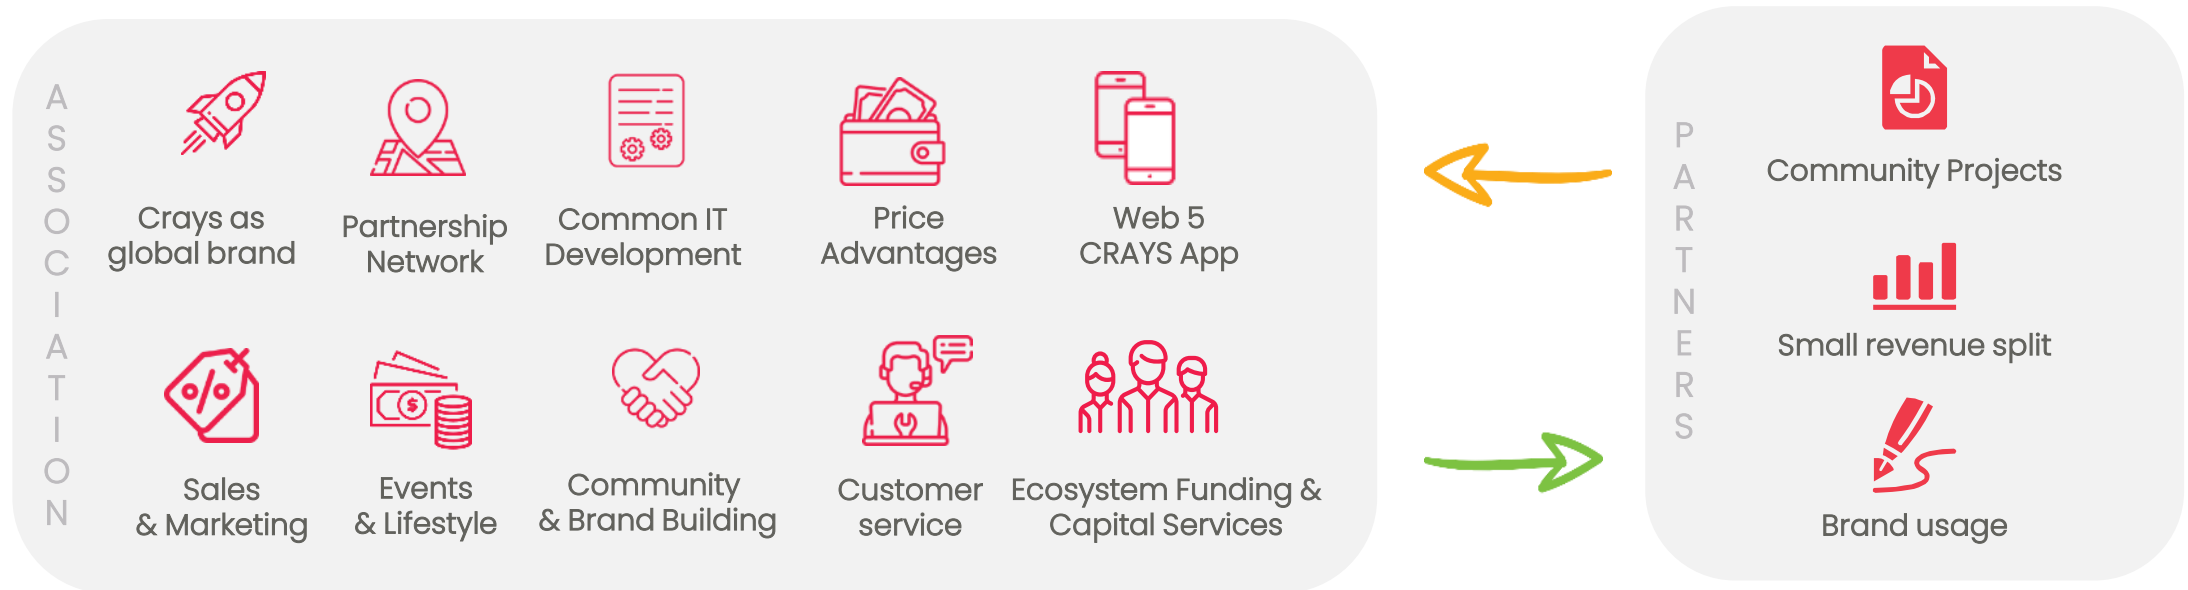 ASSOCIATION
Crays as
global brand
Partnership
Network
Common IT
Development
Price
Advantages
Web 5
CRAYS App
Sales
& Marketing
Events
& Lifestyle
Community
& Brand Building
Customer
service
Ecosystem Funding &
Capital Services
PARTNERS
Community Projects
Small revenue split
Brand usage